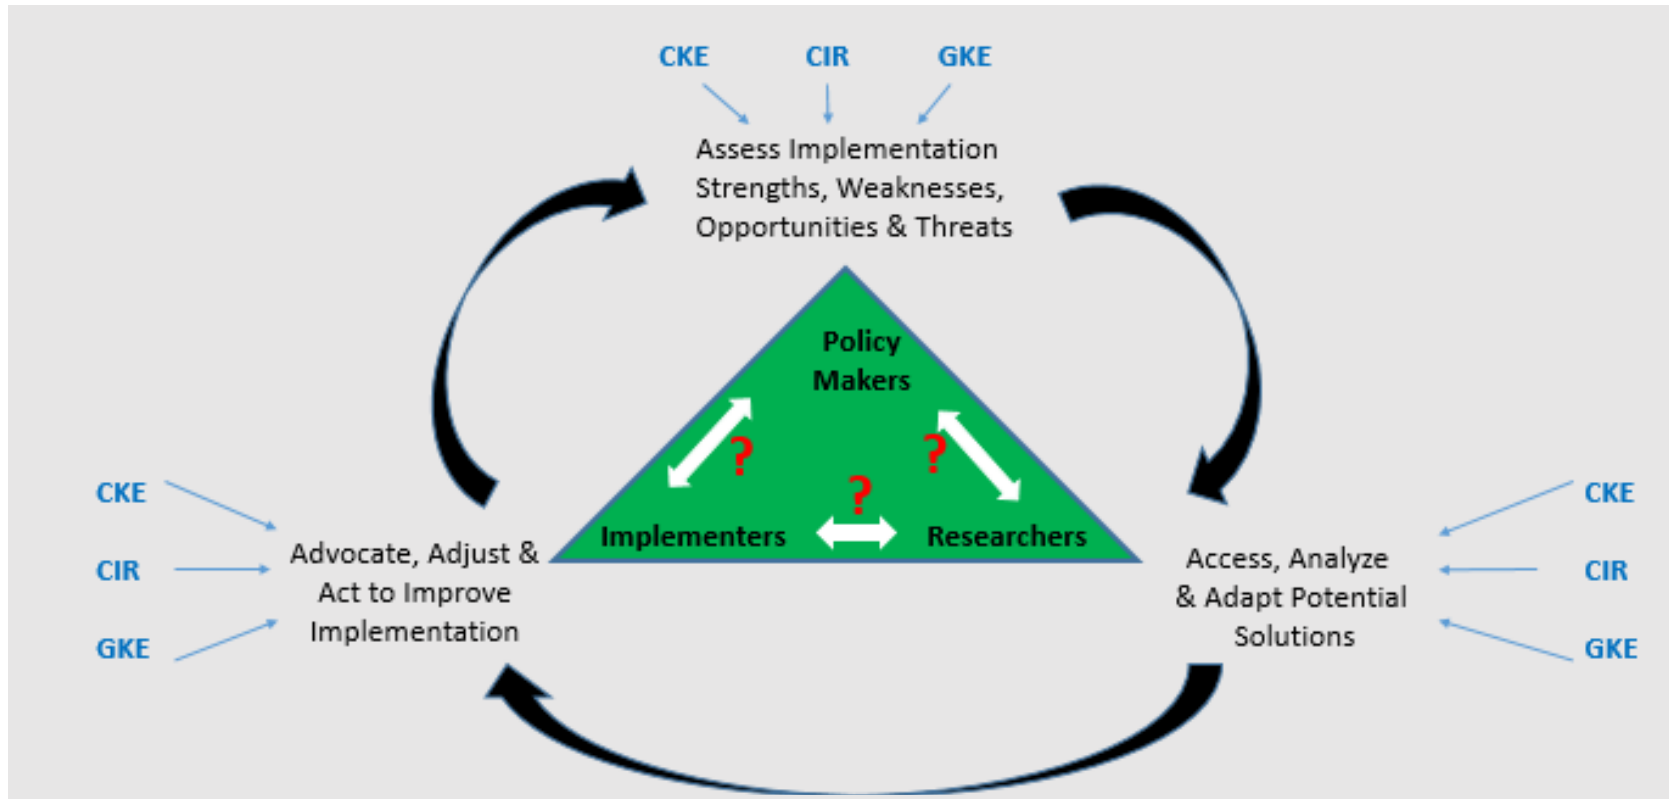 CKE CIR GKE
Assess Implementation
Strengths, Weaknesses,
Opportunities & Threats
Policy
Makers
?
?
?
Implementers
Researchers
CKE
CIR
GKE
Advocate, Adjust &
Act to Improve
Implementation
Access, Analyze
& Adapt Potential
Solutions
CKE
CIR
GKE